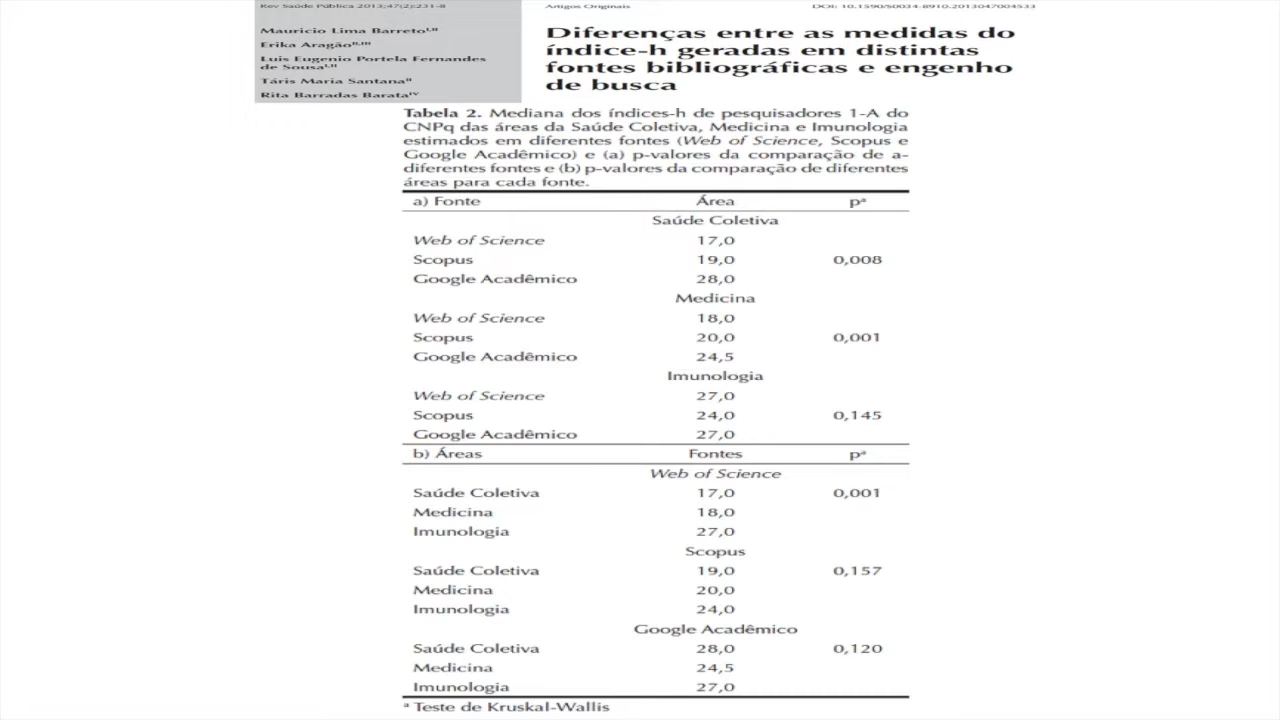 Rev Saúde Pública 2013;47(2):231-8
Artigos Originais
DOI: 10.1590/S0034-8910.2013047004533
Mauricio Lima Barreto I,II
Erika Aragão II,III
Luis Eugenio Portela Fernandes
de Sousa I,II
Táris Maria Santana II
Rita Barradas Barata IV
Diferenças entre as medidas do
índice-h geradas em distintas
fontes bibliográficas e engenho
de busca
Tabela 2. Mediana dos índices-h de pesquisadores 1-A do
CNPq das áreas da Saúde Coletiva, Medicina e Imunologia
estimados em diferentes fontes (Web of Science, Scopus e
Google Acadêmico) e (a) p-valores da comparação de a-
diferentes fontes e (b) p-valores da comparação de diferentes
áreas para cada fonte.
a) Fonte Área pª
Saúde Coletiva
Web of Science 17,0
Scopus 19,0 0,008
Google Acadêmico 28,0
Medicina
Web of Science 18,0
Scopus 20,0 0,001
Google Acadêmico 24,5
Imunologia
Web of Science 27,0
Scopus 24,0 0,145
Google Acadêmico 27,0
b) Áreas Fontes pª
Web of Science
Saúde Coletiva 17,0 0,001
Medicina 18,0
Imunologia 27,0
Scopus
Saúde Coletiva 19,0 0,157
Medicina 20,0
Imunologia 24,0
Google Acadêmico
Saúde Coletiva 28,0 0,120
Medicina 24,5
Imunologia 27,0
ª Teste de Kruskal-Wallis